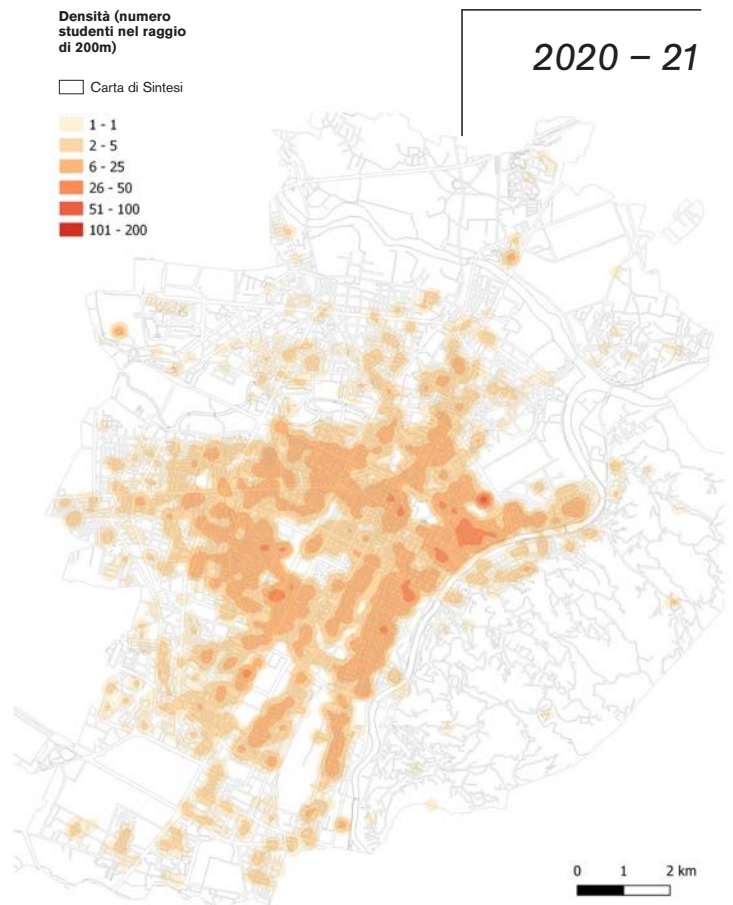 Densità (numero
studenti nel raggio
di 200m)
Carta di Sintesi
1 - 1
2 - 5
6 - 25
26 - 50
51 - 100
101 - 200
2020 – 21
0 1 2 km